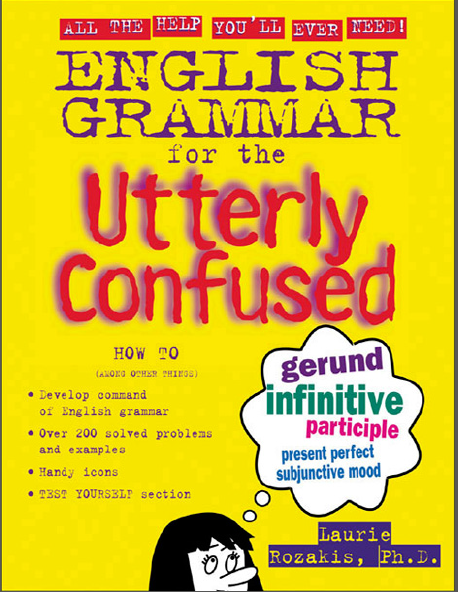 ALL THE HELP YOU'LL EVER NEED!
ENGLISH
GRAMMAR
for the
Utterly
Confused
HOW TO
(AMONG OTHER THINGS)
• Develop command
of English grammar
• Over 200 solved problems
and examples
• Handy icons
• TEST YOURSELF section
gerund
infinitive
participle
present perfect
subjunctive mood
Laurie
Rozakis, Ph.D.